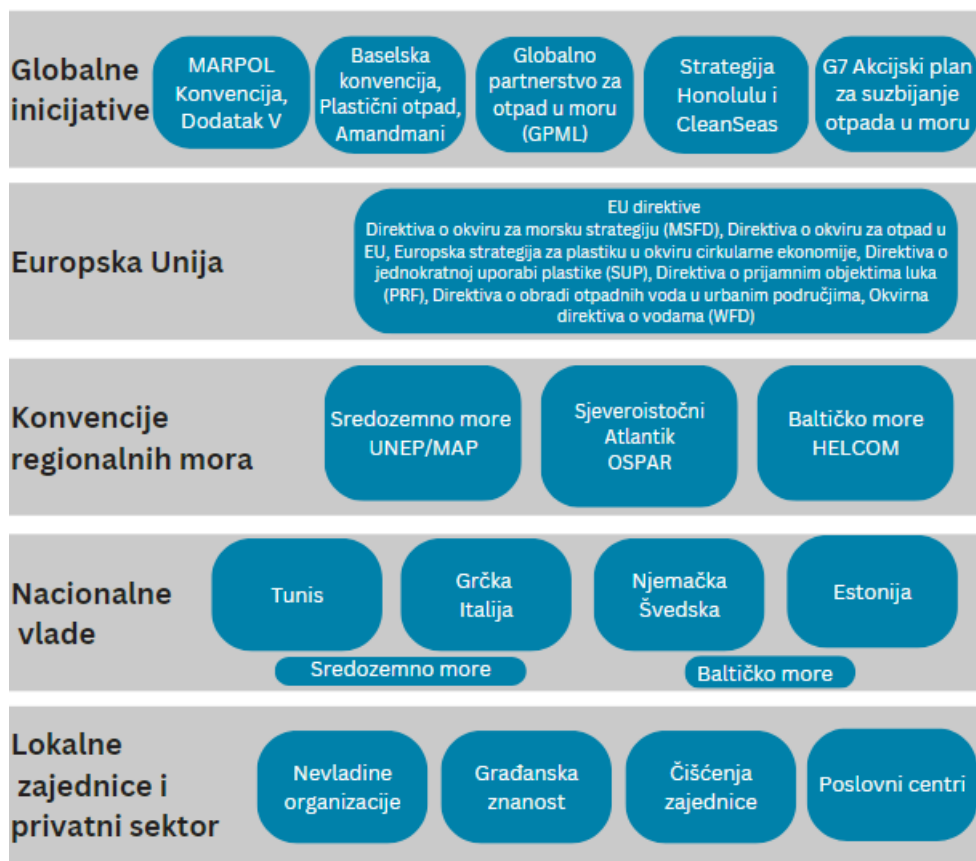 Globalne
inicijative
MARPOL
Konvencija,
Dodatak V
Baselska
konvencija,
Plastični otpad,
Amandmani
Globalno
partnerstvo za
otpad u moru
(GPML)
Strategija
Honolulu i
CleanSeas
G7 Akcijski plan
za suzbijanje
otpada u moru
Europska Unija
EU direktive
Direktiva o okviru za morsku strategiju (MSFD), Direktiva o okviru za otpad u
EU, Europska strategija za plastiku u okviru cirkularne ekonomije, Direktiva o
jednokratnoj uporabi plastike (SUP), Direktiva o prijamnim objektima luka
(PRF), Direktiva o obradi otpadnih voda u urbanim područjima, Okvirna
direktiva o vodama (WFD)
Konvencije
regionalnih mora
Sredozemno more
UNEP/MAP
Sjeveroistočni
Atlantik
OSPAR
Baltičko more
HELCOM
Nacionalne
vlade
Tunis
Grčka
Italija
Njemačka
Švedska
Estonija
Sredozemno more
Baltičko more
Lokalne
zajednice i
privatni sektor
Nevladine
organizacije
Građanska
znanost
Čišćenja
zajednice
Poslovni centri